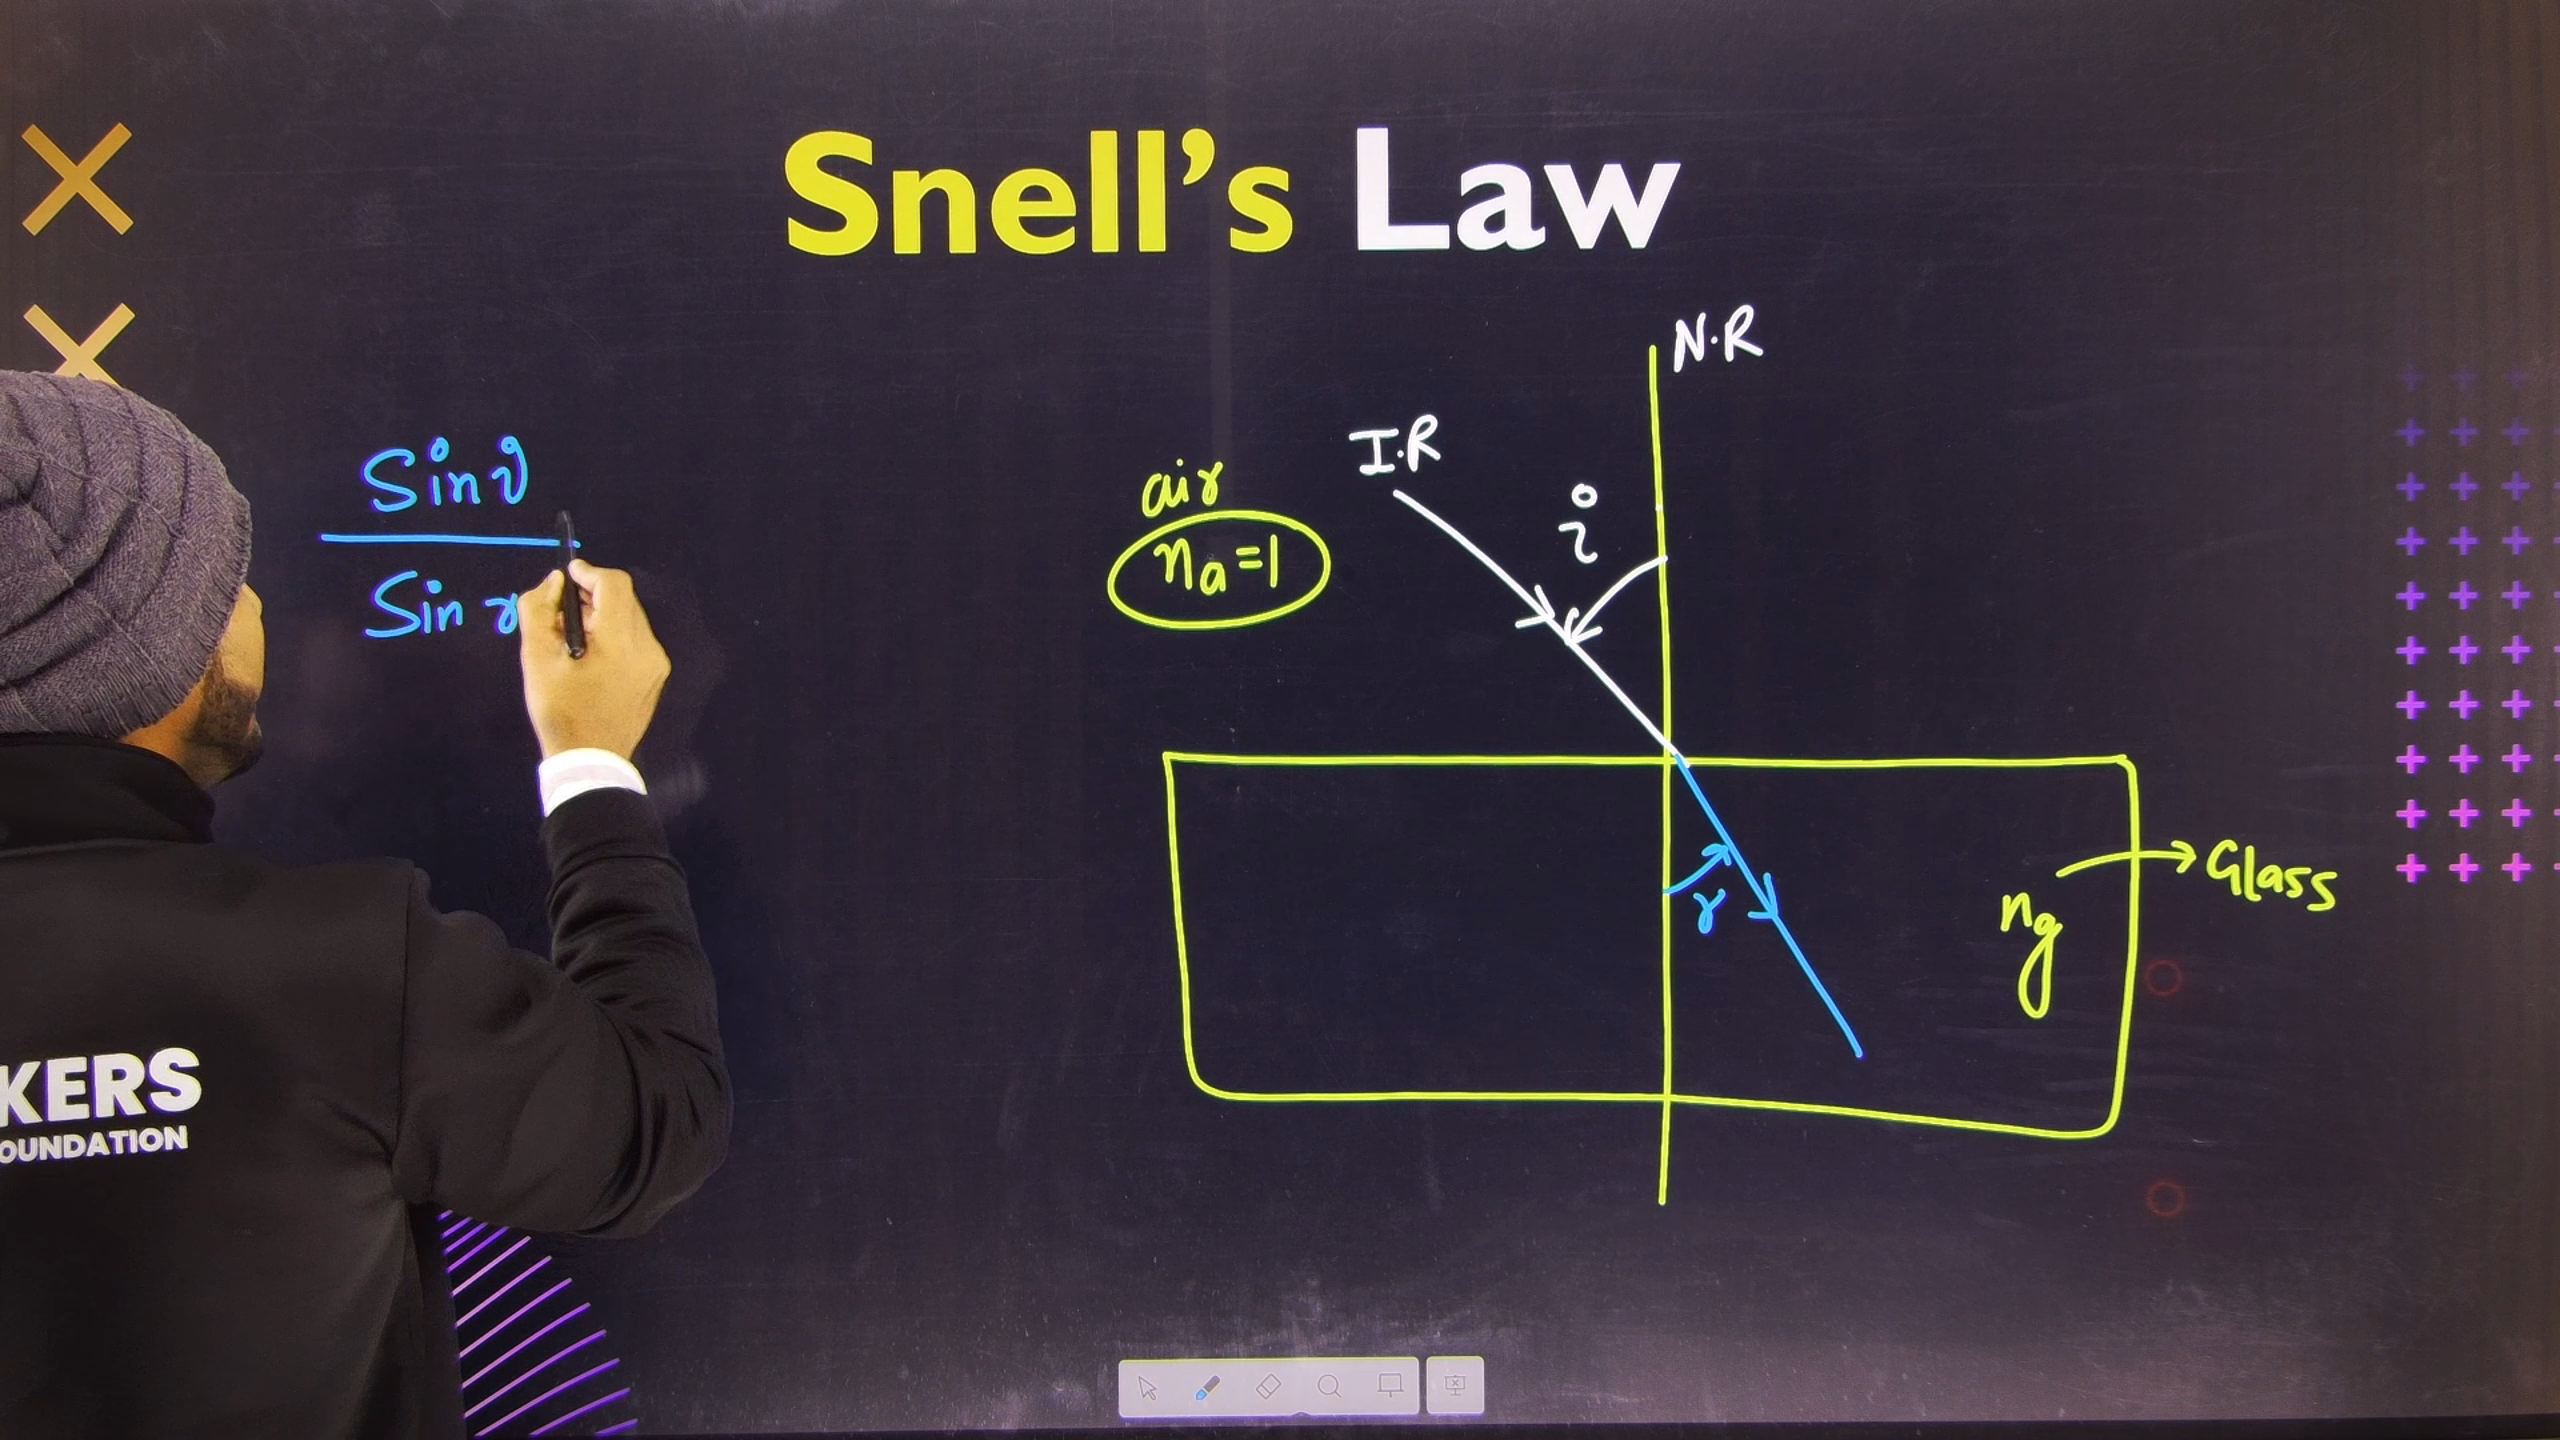 Snell's Law
N.R
I.R
i
air
na=1
Sin i
Sin r
r
ng
Glass
KERS
OUNDATION